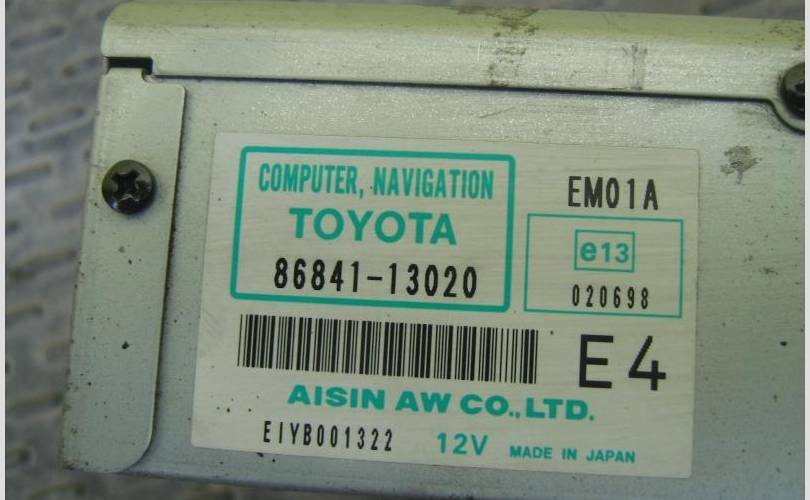 COMPUTER, NAVIGATION
TOYOTA
86841-13020
EM01A
e13
020698
E4
AISIN AW CO., LTD.
EIYB001322
12V
MADE IN JAPAN